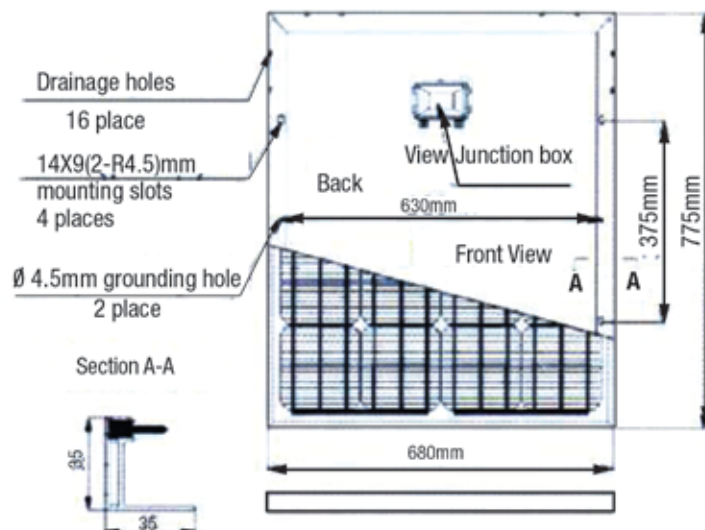 Drainage holes
16 place
14X9(2-R4.5)mm
mounting slots
4 places
Ø 4.5mm grounding hole
2 place
View Junction box
Back
630mm
Front View
A
A
375mm
775mm
680mm
Section A-A
35
35